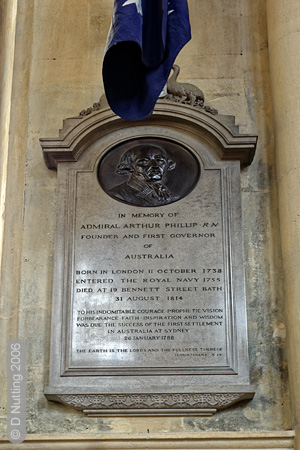 IN MEMORY OF
ADMIRAL ARTHUR PHILLIP·R·N
FOUNDER AND FIRST GOVERNOR
OF
AUSTRALIA
BORN IN LONDON 11 OCTOBER 1738
ENTERED THE ROYAL NAVY 1755
DIED AT 19 BENNETT STREET BATH
31 AUGUST 1814
TO HIS INDOMITABLE COURAGE·PROPHETIC VISION
FORBEARANCE·FAITH·INSPIRATION AND WISDOM
WAS DUE THE SUCCESS OF THE FIRST SETTLEMENT
IN AUSTRALIA AT SYDNEY
26 JANUARY·1788
THE EARTH IS THE LORD'S AND THE FULLNESS THEREOF
© D Nutting 2006